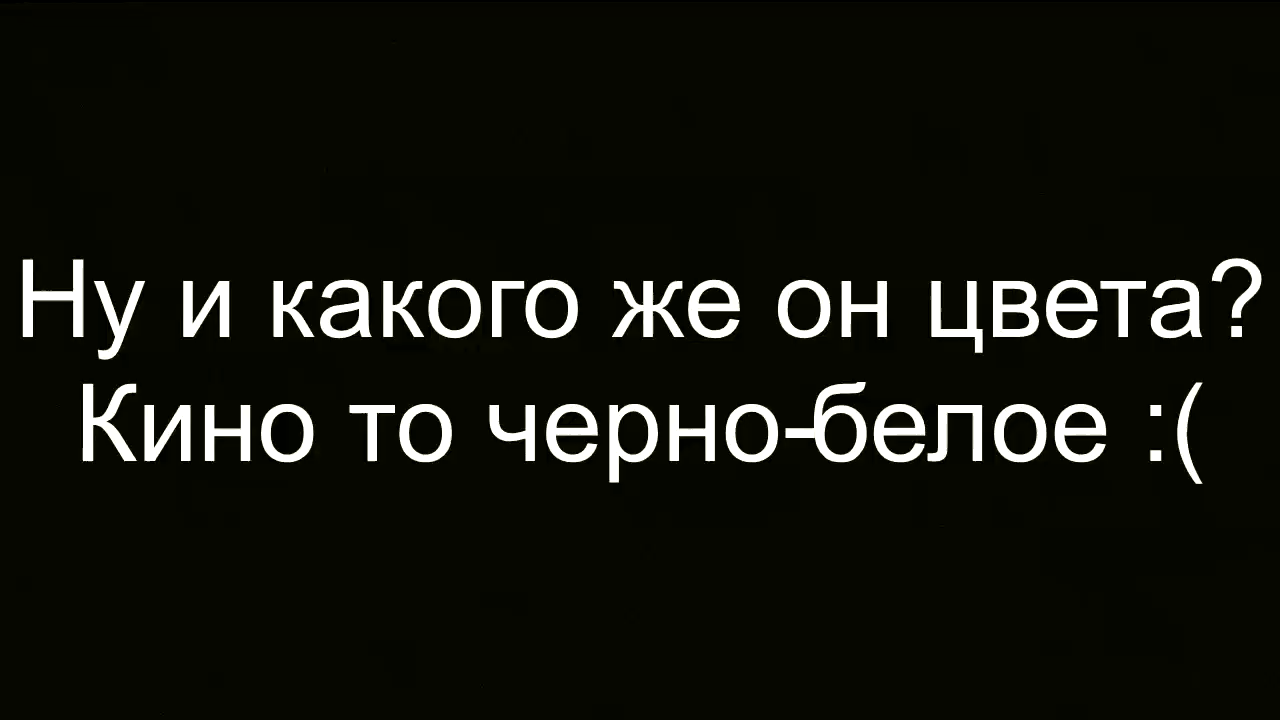 Ну и какого же он цвета?
Кино то черно-белое :(